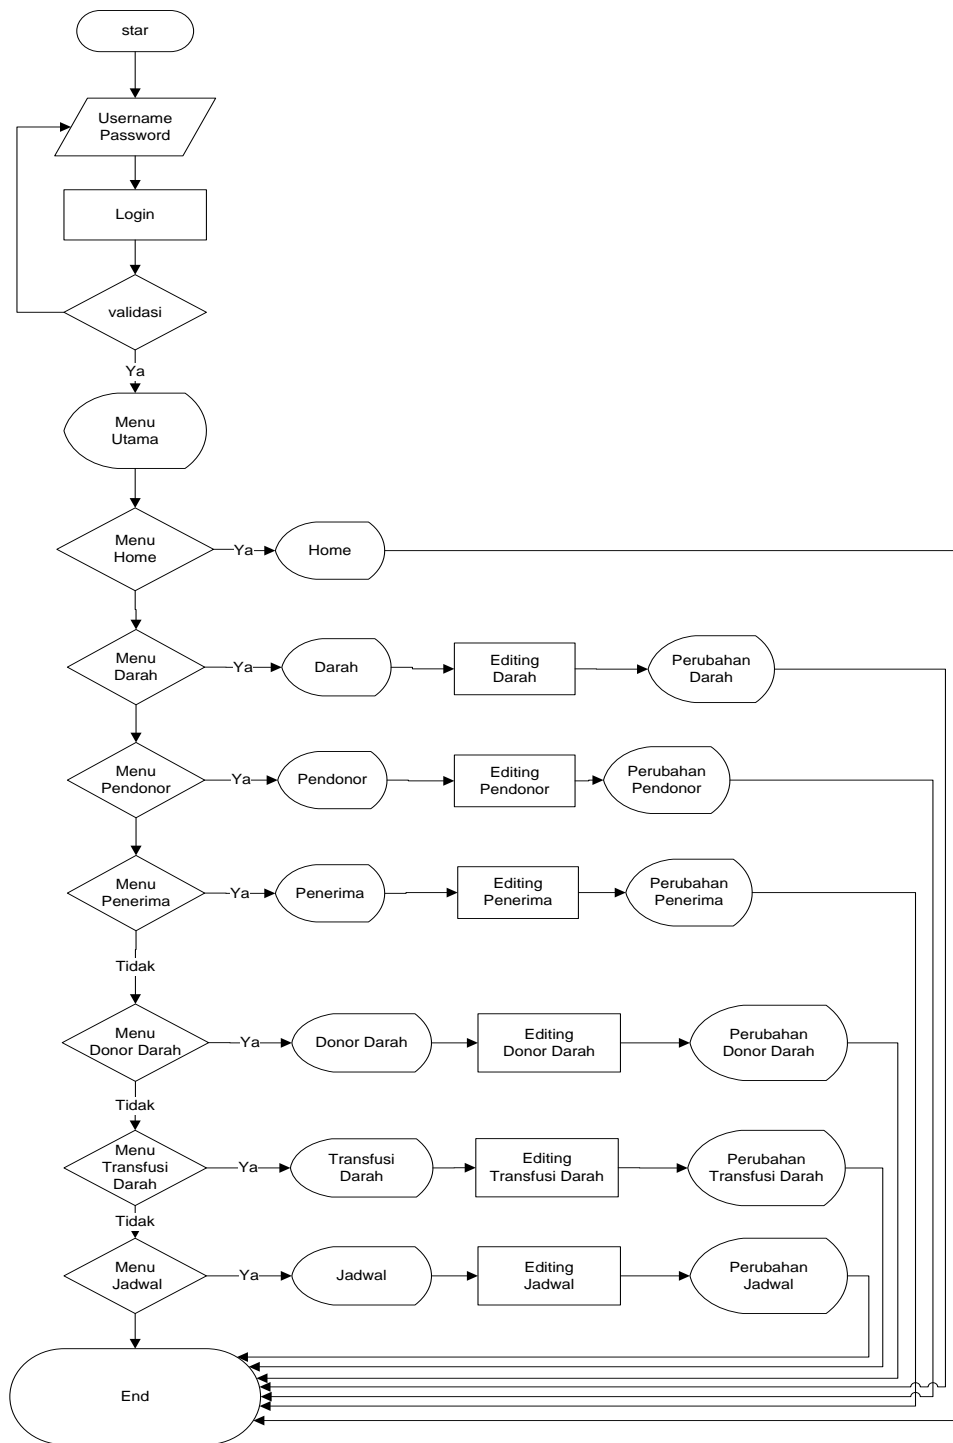 star
Username
Password
Login
validasi
Ya
Menu
Utama
Menu
Home
Ya
Home
Menu
Darah
Ya
Darah
Editing
Darah
Perubahan
Darah
Menu
Pendonor
Ya
Pendonor
Editing
Pendonor
Perubahan
Pendonor
Menu
Penerima
Ya
Penerima
Editing
Penerima
Perubahan
Penerima
Tidak
Menu
Donor Darah
Ya
Donor Darah
Editing
Donor Darah
Perubahan
Donor Darah
Tidak
Menu
Transfusi
Darah
Ya
Transfusi
Darah
Editing
Transfusi Darah
Perubahan
Transfusi Darah
Tidak
Menu
Jadwal
Ya
Jadwal
Editing
Jadwal
Perubahan
Jadwal
End